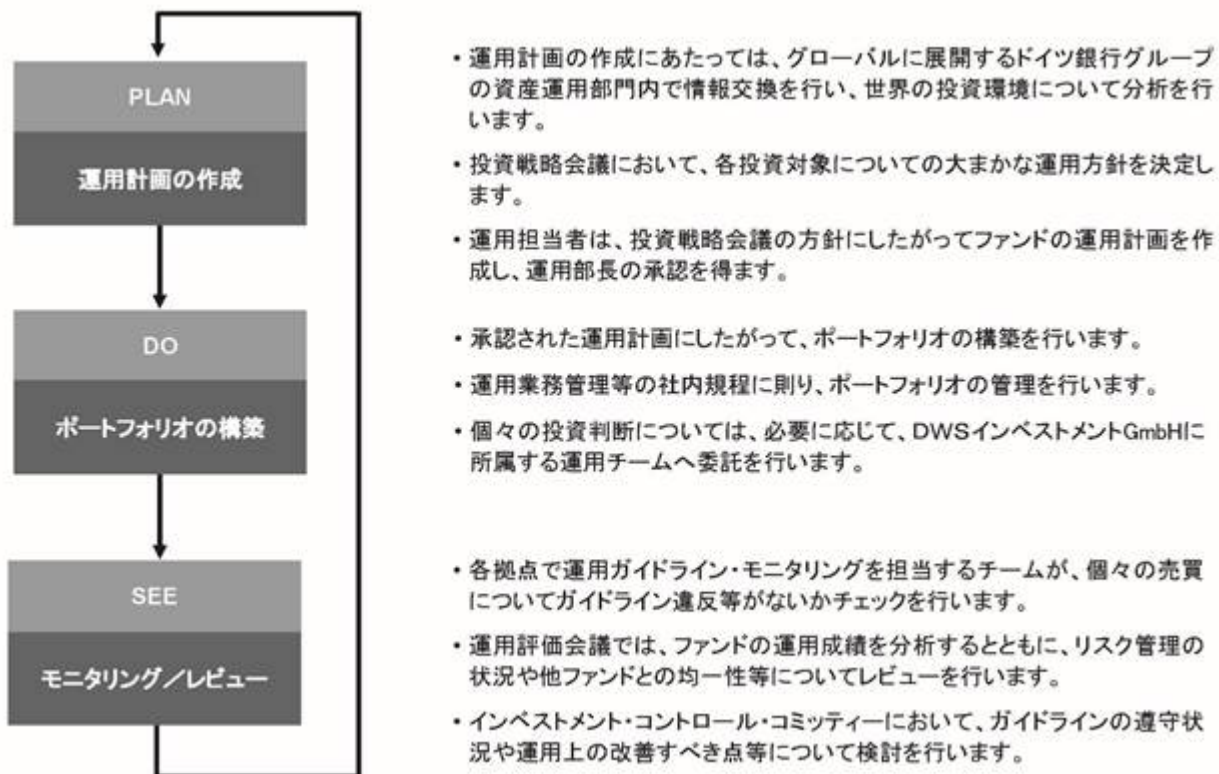 PLAN
運用計画の作成
・運用計画の作成にあたっては、グローバルに展開するドイツ銀行グループ
の資産運用部門内で情報交換を行い、世界の投資環境について分析を行
います。
・投資戦略会議において、各投資対象についての大まかな運用方針を決定し
ます。
・運用担当者は、投資戦略会議の方針にしたがってファンドの運用計画を作
成し、運用部長の承認を得ます。
DO
ポートフォリオの構築
・承認された運用計画にしたがって、ポートフォリオの構築を行います。
・運用業務管理等の社内規程に則り、ポートフォリオの管理を行います。
・個々の投資判断については、必要に応じて、DWSインベストメントGmbHに
所属する運用チームへ委託を行います。
SEE
モニタリング／レビュー
・各拠点で運用ガイドライン・モニタリングを担当するチームが、個々の売買
についてガイドライン違反等がないかチェックを行います。
・運用評価会議では、ファンドの運用成績を分析するとともに、リスク管理の
状況や他ファンドとの均一性等についてレビューを行います。
・インベストメント・コントロール・コミッティーにおいて、ガイドラインの遵守状
況や運用上の改善すべき点等について検討を行います。